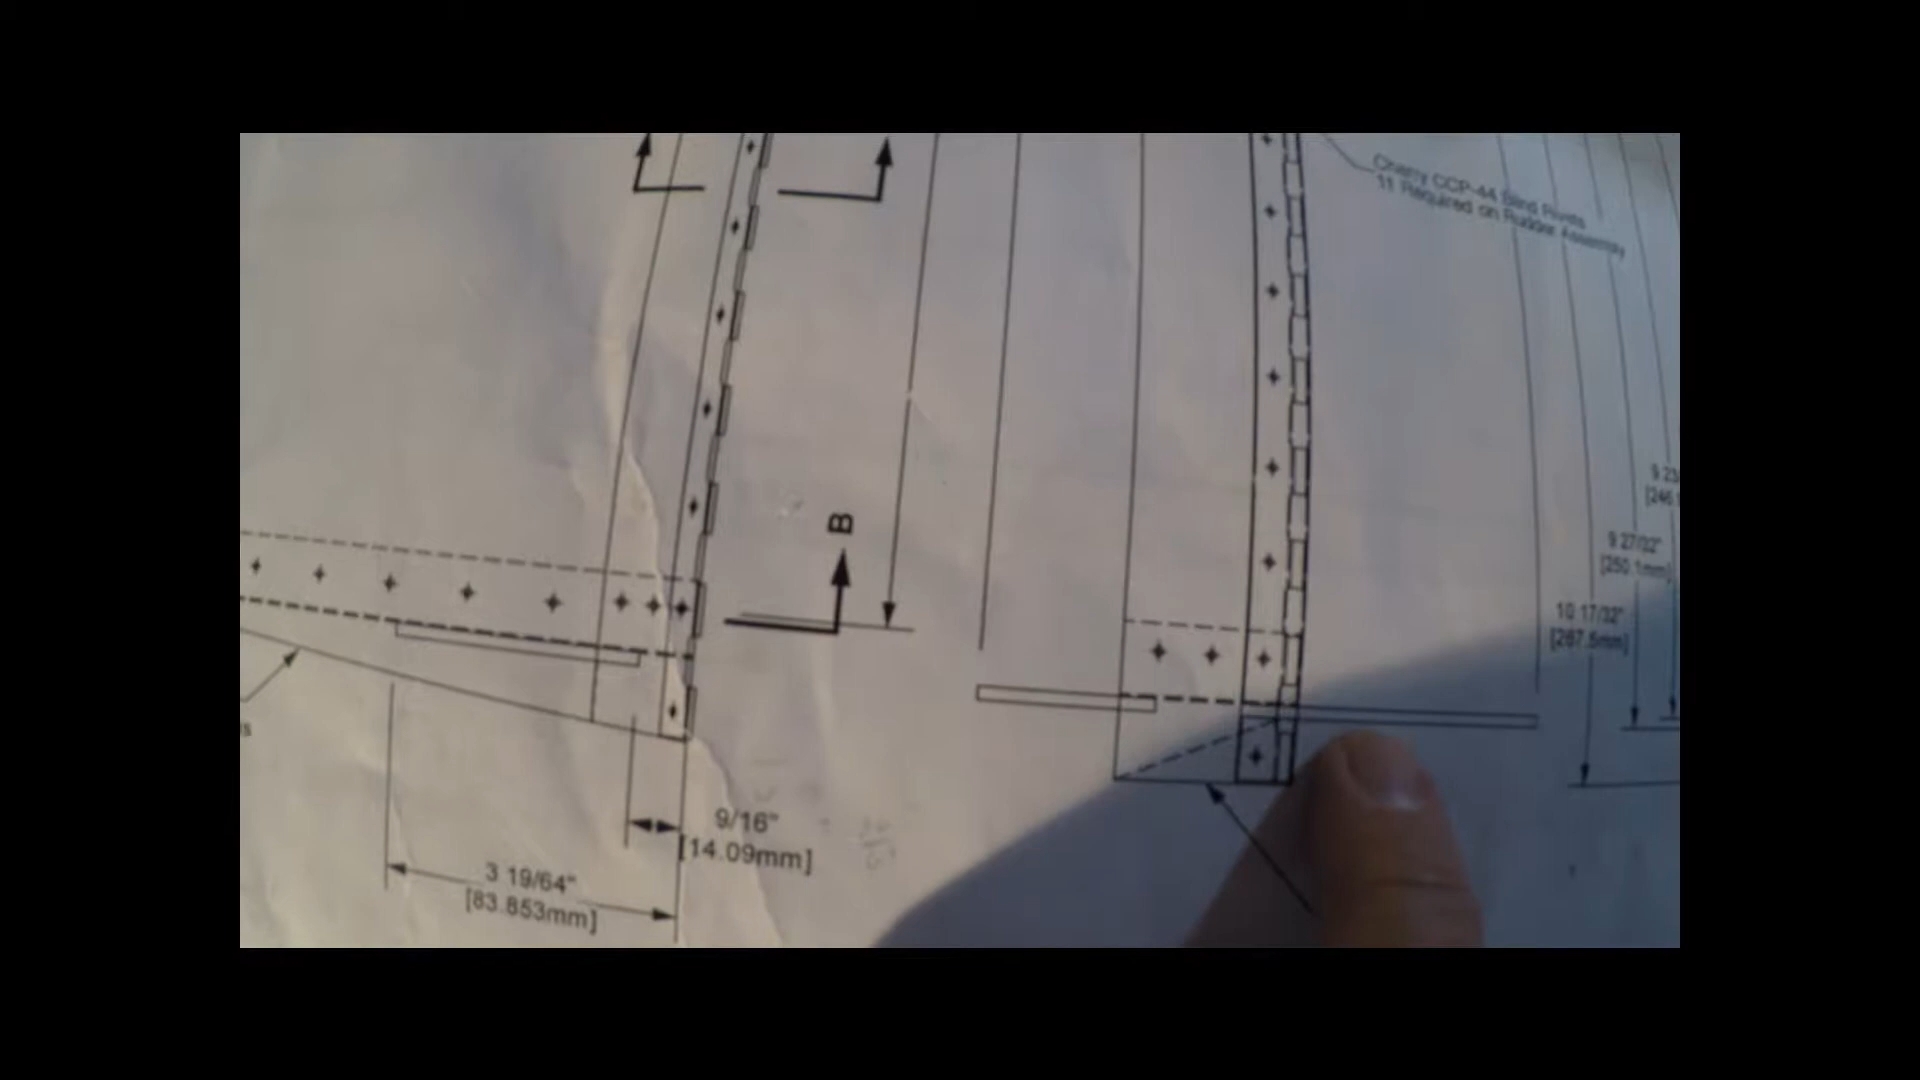 Cherry CCP-44 Blind Rivets
11 Required on Rudder Assembly
B
9 27/32"
[250.1mm]
10 17/32"
[267.5mm]
9/16"
[14.09mm]
3 19/64"
[83.853mm]